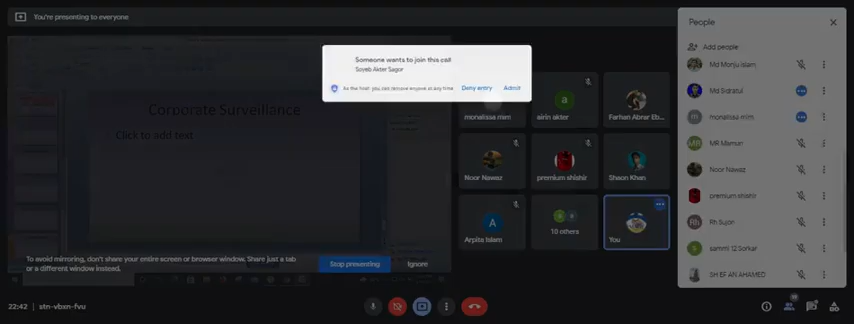 You're presenting to everyone
People
Someone wants to join this call
Soyeb Akter Sagor
As the host, you can remove anyone at any time
Deny entry
Admit
Add people
Md Monju Islam
Md Sidratul
monalissa mim
MR Mamun
Noor Nawaz
premium shishir
Rh Sujon
sammi 12 Sorkar
SH EF AN AHAMED
Corporate Surveillance
Click to add text
monalissa mim
a
airin akter
Farhan Abrar Eb...
Noor Nawaz
premium shishir
Shaon Khan
A
Arpita Islam
10 others
You
To avoid mirroring, don't share your entire screen or browser window. Share just a tab
or a different window instead.
Stop presenting
Ignore
22:42 | stn-vbsn-fvu